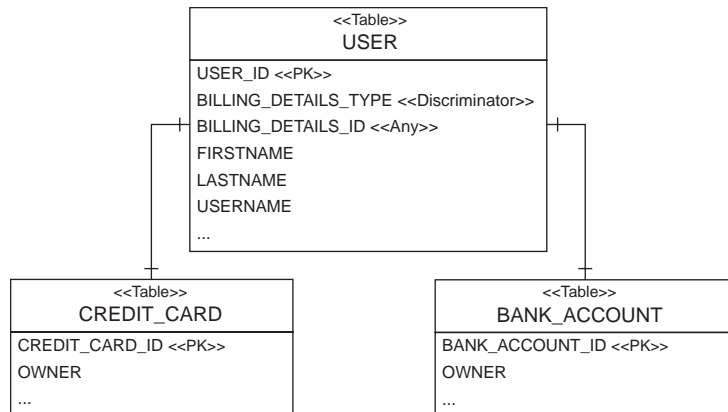 <<Table>>
USER
USER_ID <<PK>>
BILLING_DETAILS_TYPE <<Discriminator>>
BILLING_DETAILS_ID <<Any>>
FIRSTNAME
LASTNAME
USERNAME
...
<<Table>>
CREDIT_CARD
CREDIT_CARD_ID <<PK>>
OWNER
...
<<Table>>
BANK_ACCOUNT
BANK_ACCOUNT_ID <<PK>>
OWNER
...